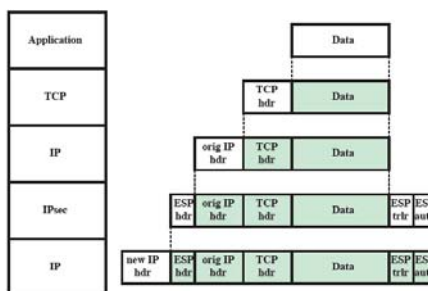 Application
Data
TCP
TCP
hdr
Data
IP
orig IP
hdr
TCP
hdr
Data
IPsec
ESP
hdr
orig IP
hdr
TCP
hdr
Data
ESP
trlr
IP
new IP
hdr
ESP
hdr
orig IP
hdr
TCP
hdr
Data
ESP
trlr